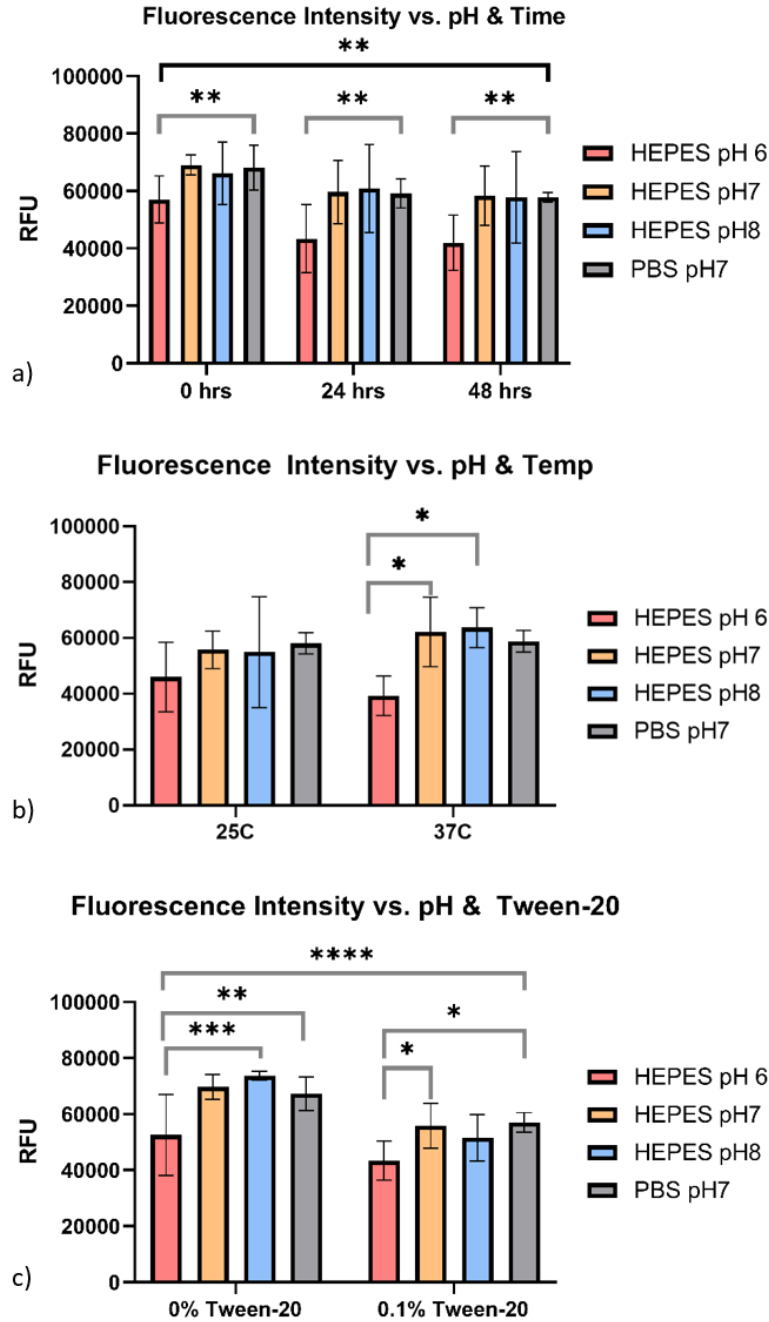 Fluorescence Intensity vs. pH & Time
**
** ** **
100000
80000
60000
40000
20000
0
RFU
0 hrs 24 hrs 48 hrs
HEPES pH 6
HEPES pH7
HEPES pH8
PBS pH7
a)
Fluorescence Intensity vs. pH & Temp
*
*
100000
80000
60000
40000
20000
0
RFU
25C 37C
HEPES pH 6
HEPES pH7
HEPES pH8
PBS pH7
b)
Fluorescence Intensity vs. pH & Tween-20
****
**
*
***
*
100000
80000
60000
40000
20000
0
RFU
0% Tween-20 0.1% Tween-20
HEPES pH 6
HEPES pH7
HEPES pH8
PBS pH7
c)